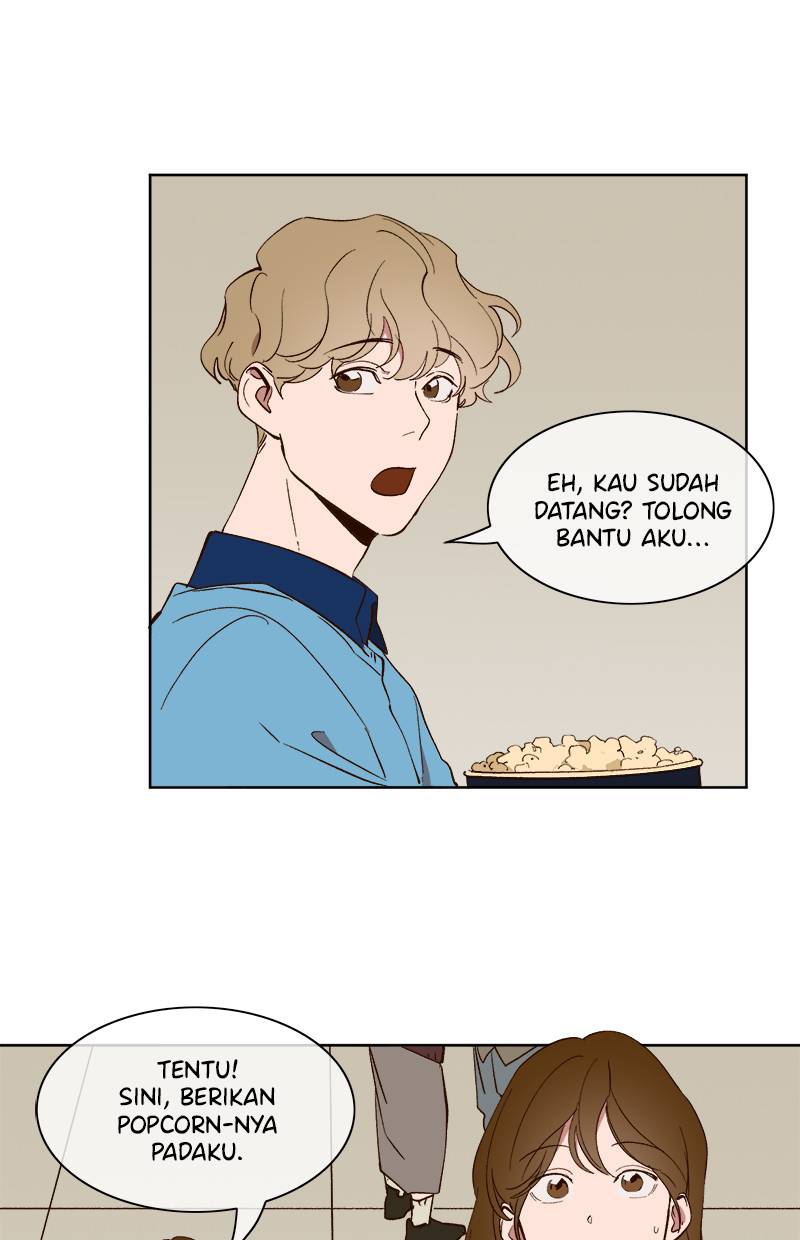 EH, KAU SUDAH
DATANG? TOLONG
BANTU AKU...
TENTU!
SINI, BERIKAN
POPCORN-NYA
PADAKU.